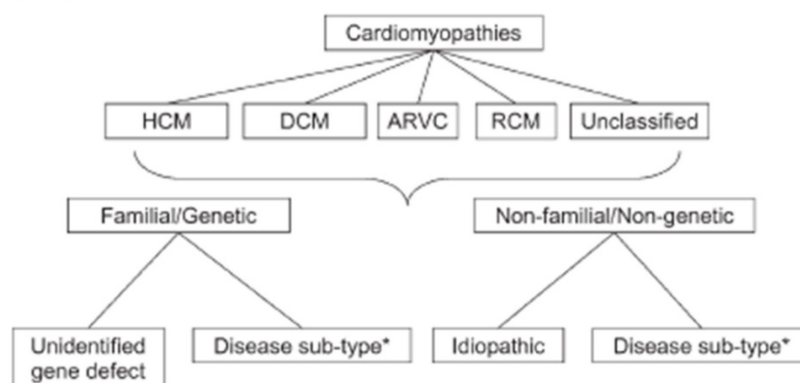 Cardiomyopathies
HCM
DCM
ARVC
RCM
Unclassified
Familial/Genetic
Non-familial/Non-genetic
Unidentified
gene defect
Disease sub-type*
Idiopathic
Disease sub-type*